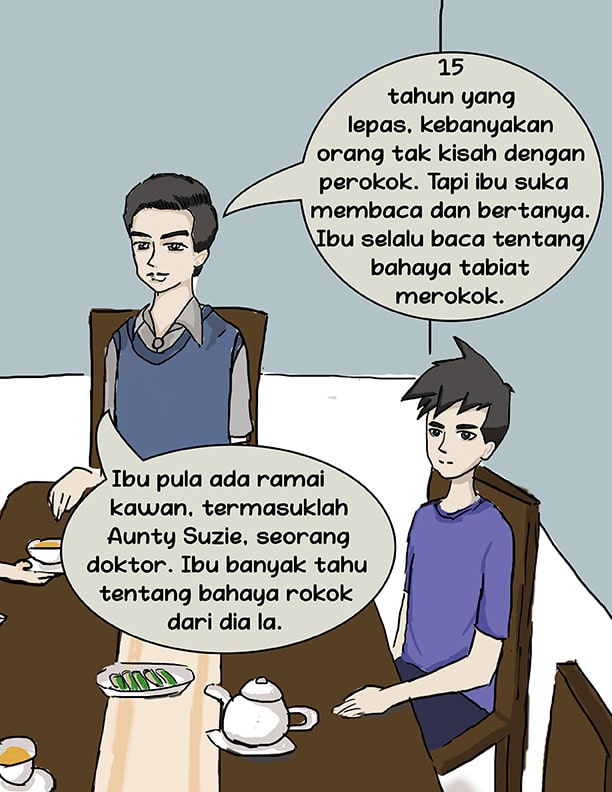 15
tahun yang
lepas, kebanyakan
orang tak kisah dengan
perokok. Tapi ibu suka
membaca dan bertanya.
Ibu selalu baca tentang
bahaya tabiat
merokok.
Ibu pula ada ramai
kawan, termasuklah
Aunty Suzie, seorang
doktor. Ibu banyak tahu
tentang bahaya rokok
dari dia la.